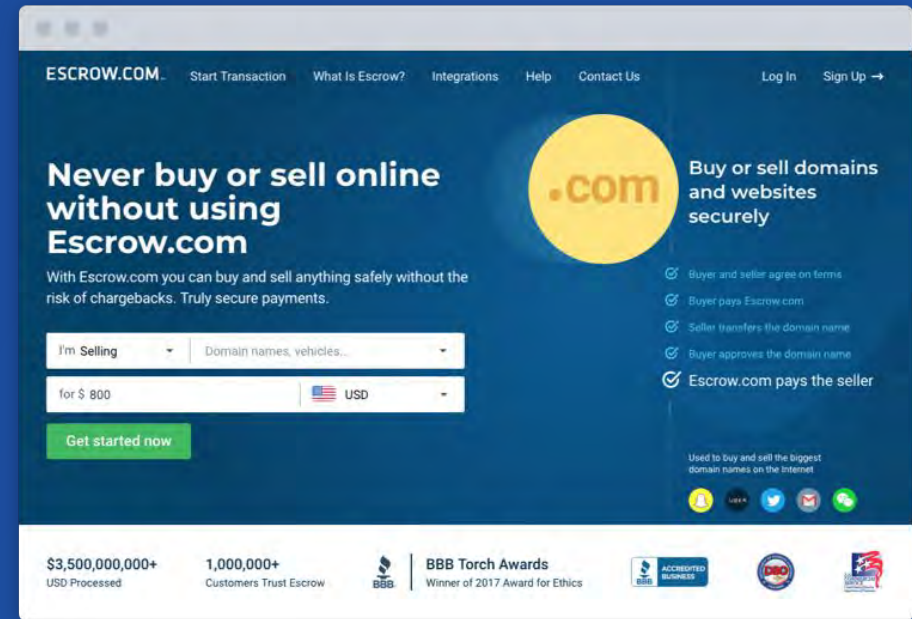 ESCROW.COM
Start Transaction
What Is Escrow?
Integrations
Help
Contact Us
Log In
Sign Up →
Never buy or sell online
without using
Escrow.com
With Escrow.com you can buy and sell anything safely without the
risk of chargebacks. Truly secure payments.
I'm Selling
Domain names, vehicles...
for $ 800
USD
Get started now
.com
Buy or sell domains
and websites
securely
Buyer and seller agree on terms
Buyer pays Escrow.com
Seller transfers the domain name
Buyer approves the domain name
Escrow.com pays the seller
Used to buy and sell the biggest
domain names on the Internet
UBER
$3,500,000,000+
USD Processed
1,000,000+
Customers Trust Escrow
BBB
BBB Torch Awards
Winner of 2017 Award for Ethics
BBB
ACCREDITED
BUSINESS
DBO